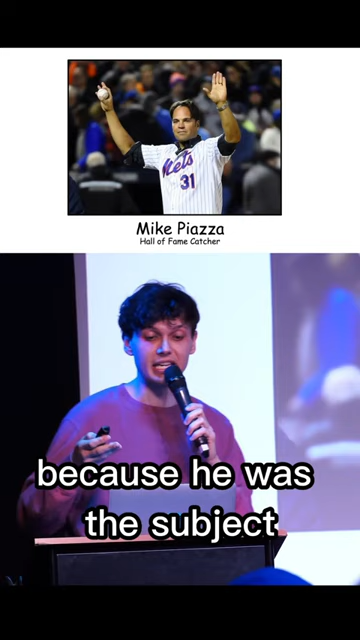 Mets
31
Mike Piazza
Hall of Fame Catcher
because he was
the subject